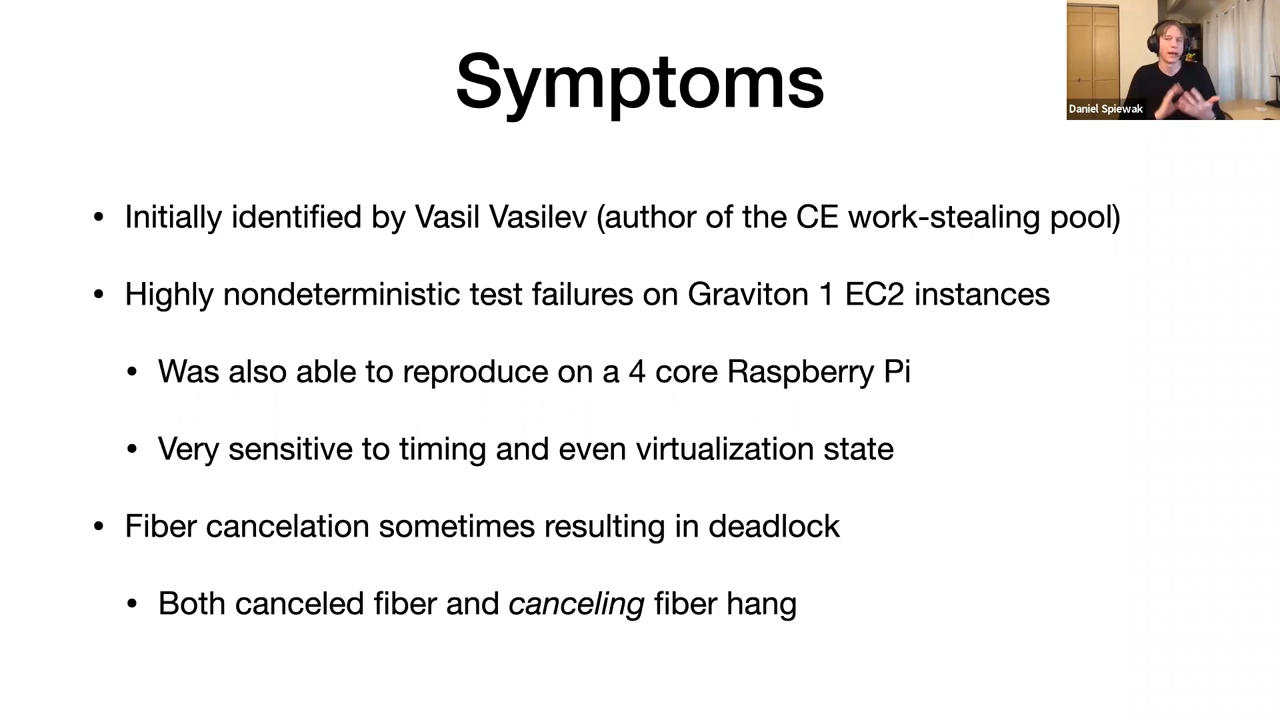 Symptoms
Daniel Spiewak
• Initially identified by Vasil Vasilev (author of the CE work-stealing pool)
• Highly nondeterministic test failures on Graviton 1 EC2 instances
• Was also able to reproduce on a 4 core Raspberry Pi
• Very sensitive to timing and even virtualization state
• Fiber cancelation sometimes resulting in deadlock
• Both canceled fiber and canceling fiber hang